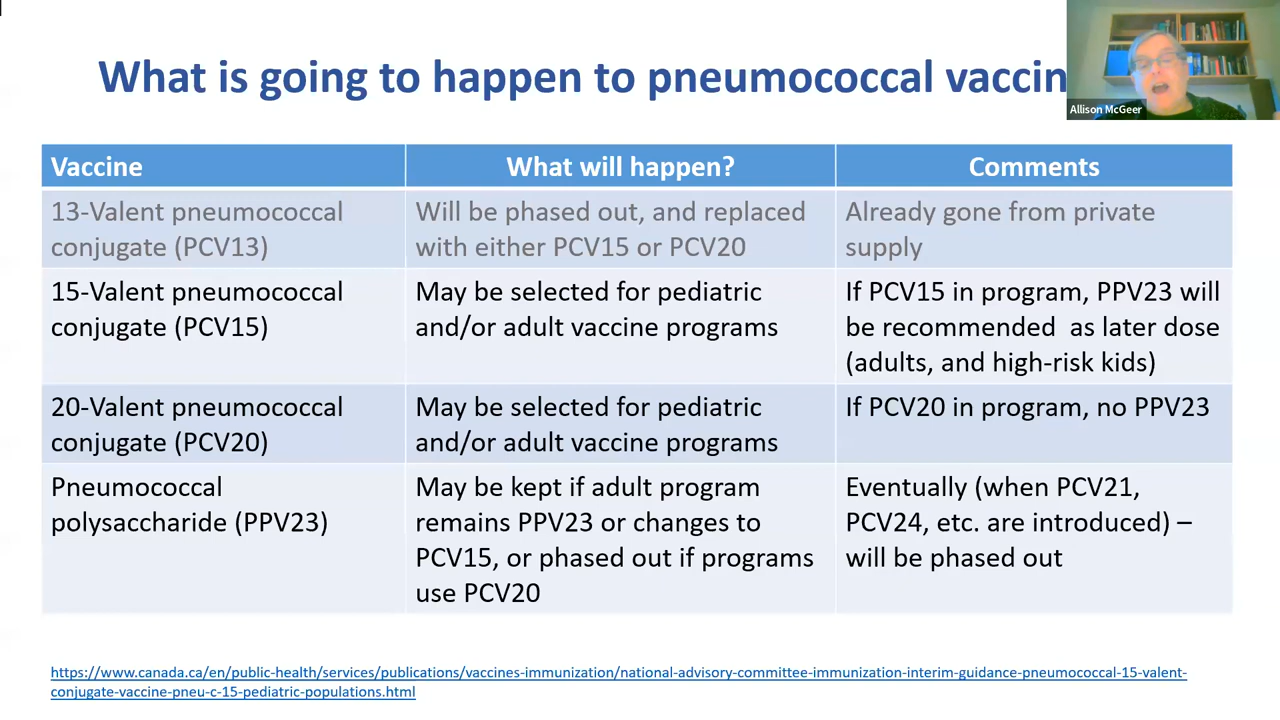 What is going to happen to pneumococcal vaccin
Allison McGeer
Vaccine
What will happen?
Comments
13-Valent pneumococcal
conjugate (PCV13)
Will be phased out, and replaced
with either PCV15 or PCV20
Already gone from private
supply
15-Valent pneumococcal
conjugate (PCV15)
May be selected for pediatric
and/or adult vaccine programs
If PCV15 in program, PPV23 will
be recommended as later dose
(adults, and high-risk kids)
20-Valent pneumococcal
conjugate (PCV20)
May be selected for pediatric
and/or adult vaccine programs
If PCV20 in program, no PPV23
Pneumococcal
polysaccharide (PPV23)
May be kept if adult program
remains PPV23 or changes to
PCV15, or phased out if programs
use PCV20
Eventually (when PCV21,
PCV24, etc. are introduced) –
will be phased out
https://www.canada.ca/en/public-health/services/publications/vaccines-immunization/national-advisory-committee-immunization-interim-guidance-pneumococcal-15-valent-
conjugate-vaccine-pneu-c-15-pediatric-populations.html